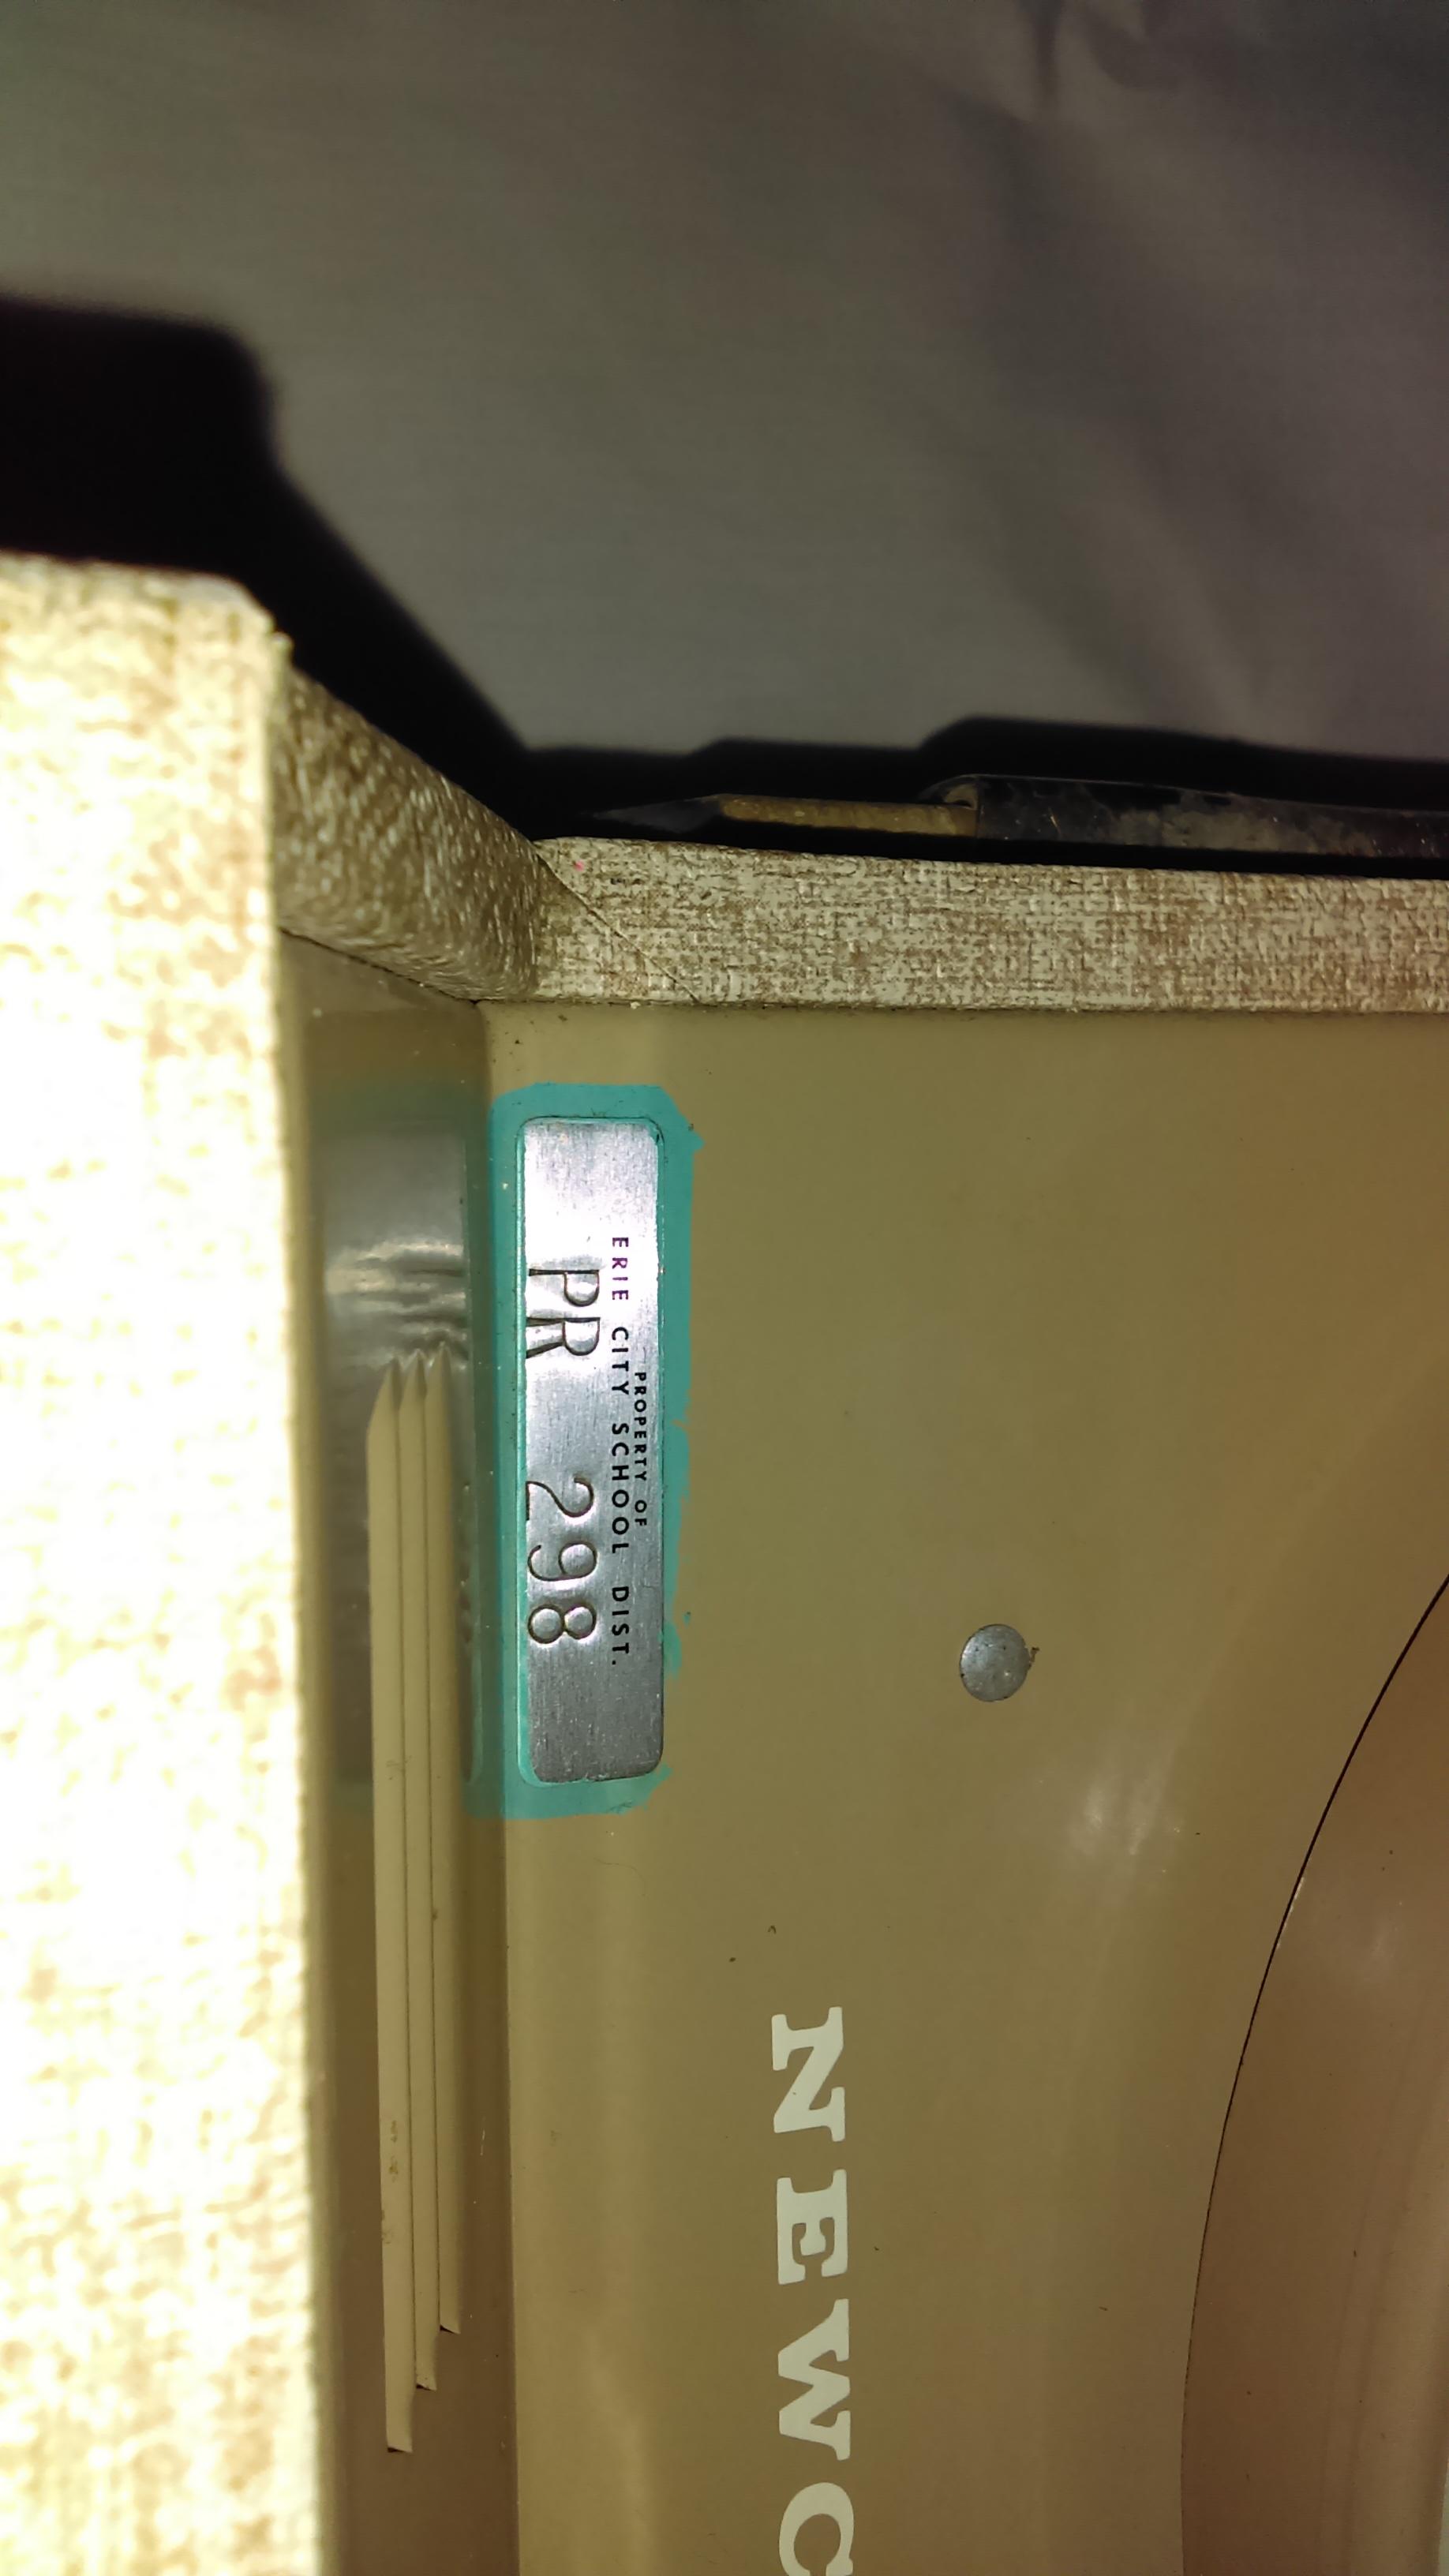 PROPERTY OF
ERIE CITY SCHOOL DIST.
PR 298
NEWC